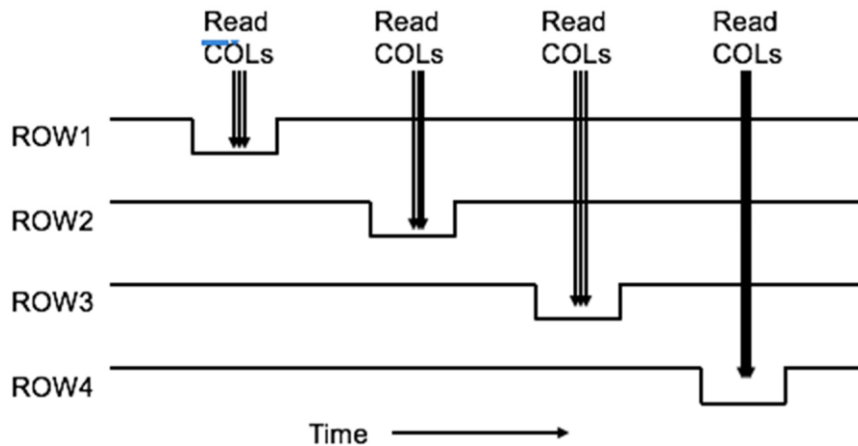 Read Read Read Read
COLs COLs COLs COLs
ROW1
ROW2
ROW3
ROW4
Time